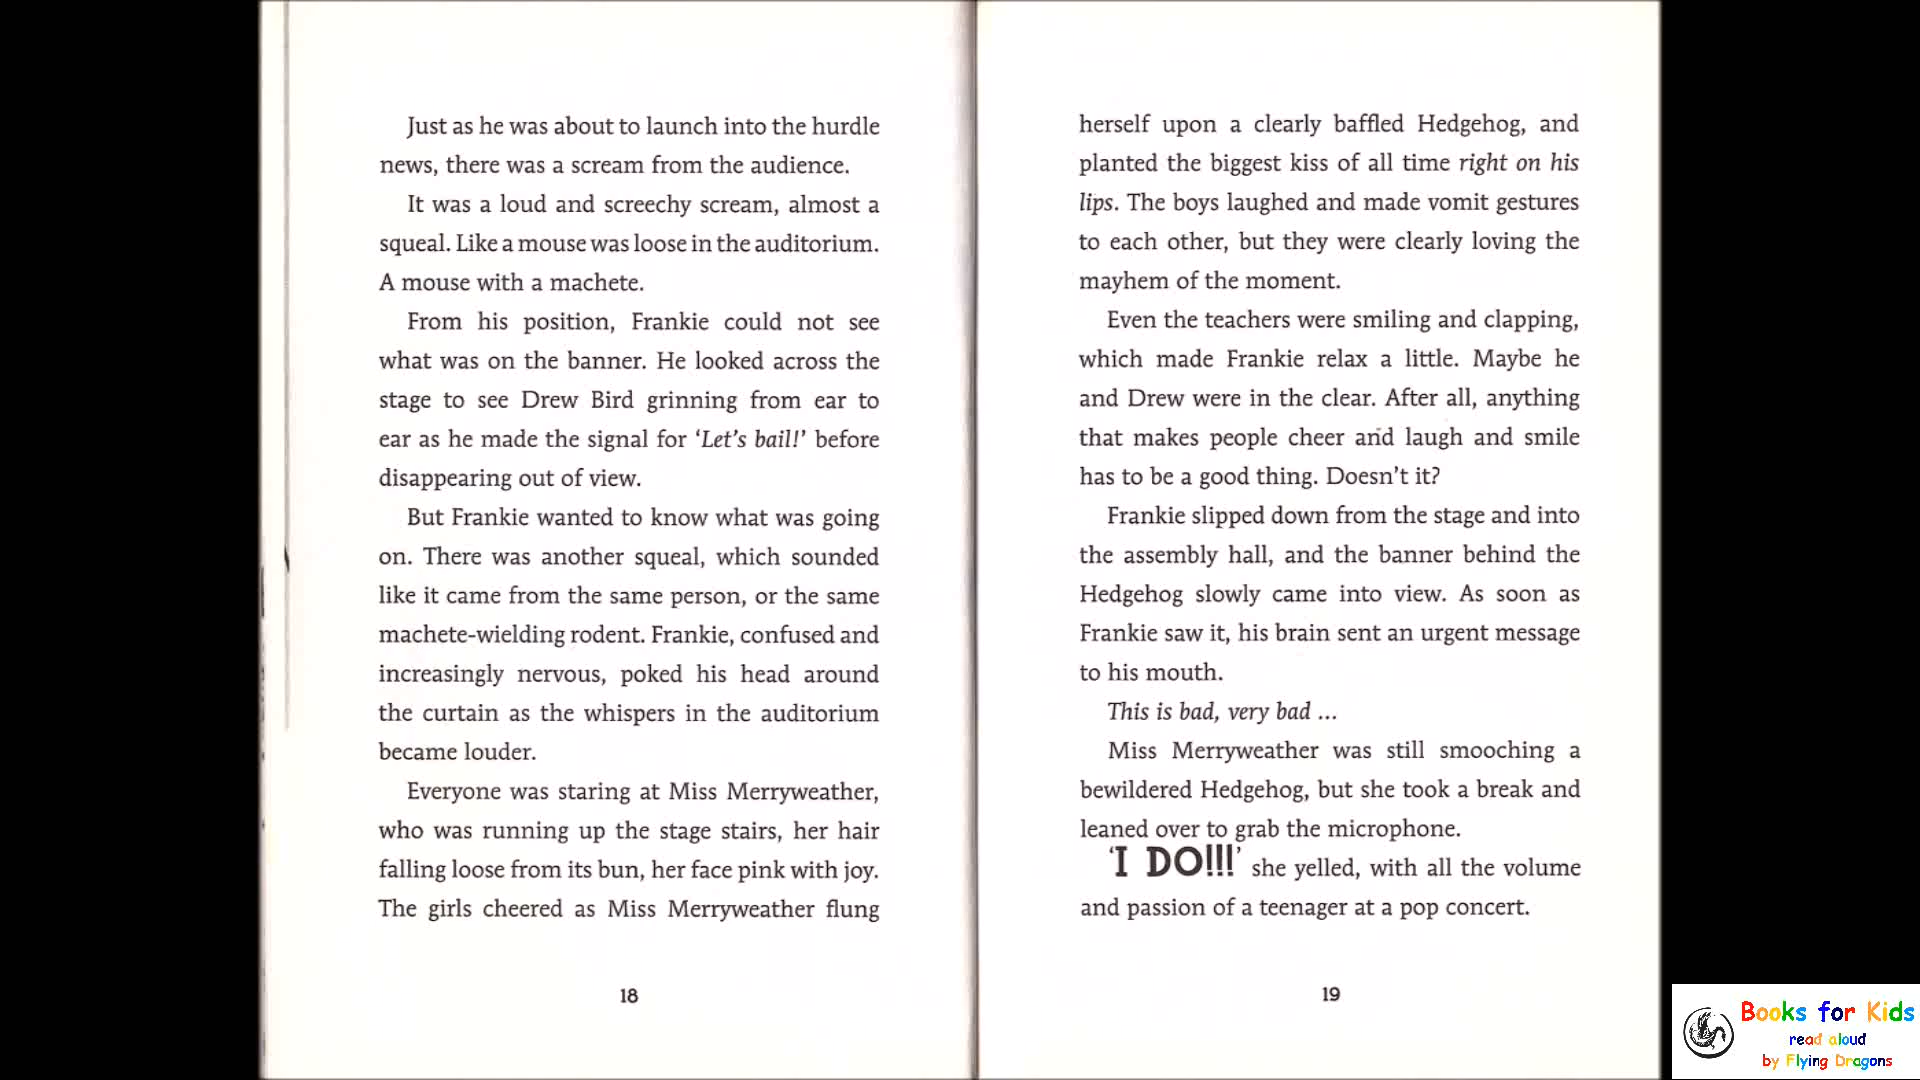 Just as he was about to launch into the hurdle
news, there was a scream from the audience.
It was a loud and screechy scream, almost a
squeal. Like a mouse was loose in the auditorium.
A mouse with a machete.
From his position, Frankie could not see
what was on the banner. He looked across the
stage to see Drew Bird grinning from ear to
ear as he made the signal for ‘Let’s bail!’ before
disappearing out of view.
But Frankie wanted to know what was going
on. There was another squeal, which sounded
like it came from the same person, or the same
machete-wielding rodent. Frankie, confused and
increasingly nervous, poked his head around
the curtain as the whispers in the auditorium
became louder.
Everyone was staring at Miss Merryweather,
who was running up the stage stairs, her hair
falling loose from its bun, her face pink with joy.
The girls cheered as Miss Merryweather flung
18
herself upon a clearly baffled Hedgehog, and
planted the biggest kiss of all time right on his
lips. The boys laughed and made vomit gestures
to each other, but they were clearly loving the
mayhem of the moment.
Even the teachers were smiling and clapping,
which made Frankie relax a little. Maybe he
and Drew were in the clear. After all, anything
that makes people cheer and laugh and smile
has to be a good thing. Doesn’t it?
Frankie slipped down from the stage and into
the assembly hall, and the banner behind the
Hedgehog slowly came into view. As soon as
Frankie saw it, his brain sent an urgent message
to his mouth.
This is bad, very bad ...
Miss Merryweather was still smooching a
bewildered Hedgehog, but she took a break and
leaned over to grab the microphone.
‘I DO!!!’ she yelled, with all the volume
and passion of a teenager at a pop concert.
19
Books for Kids
read aloud
by Flying Dragons